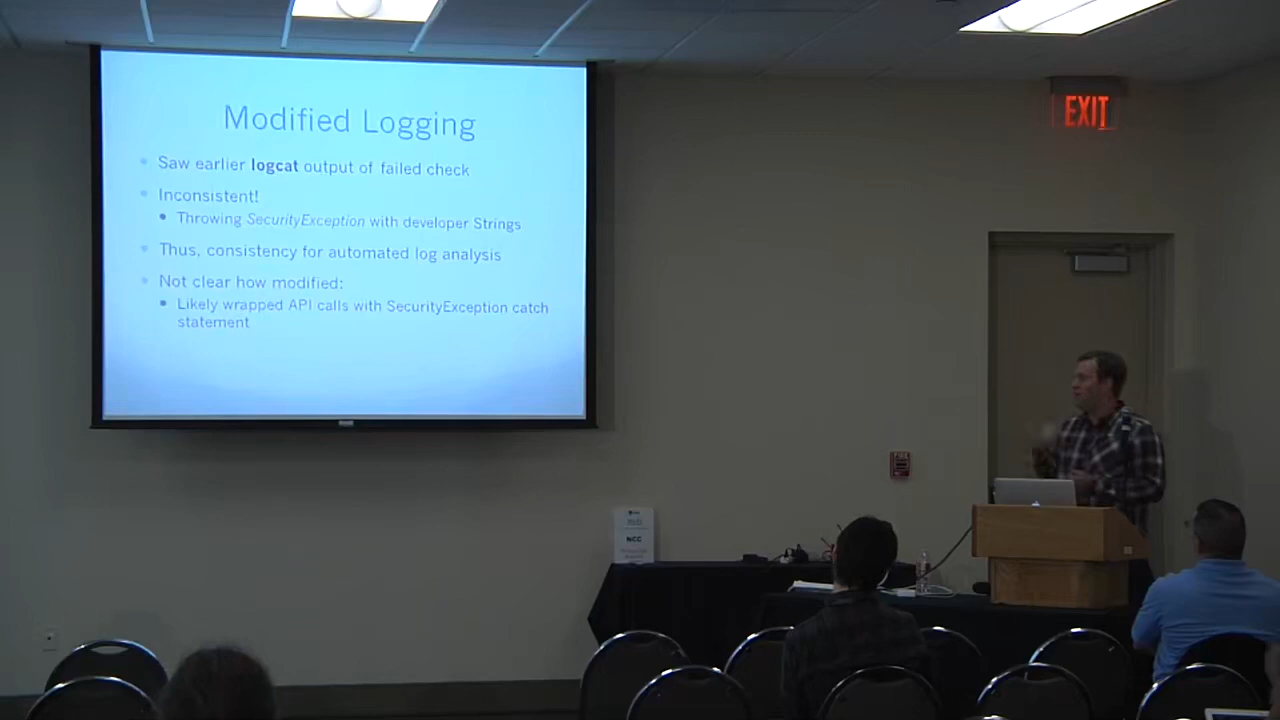 Modified Logging
Saw earlier logcat output of failed check
Inconsistent!
Throwing SecurityException with developer Strings
Thus, consistency for automated log analysis
Not clear how modified:
Likely wrapped API calls with SecurityException catch
statement
EXIT
FIRE
NCC